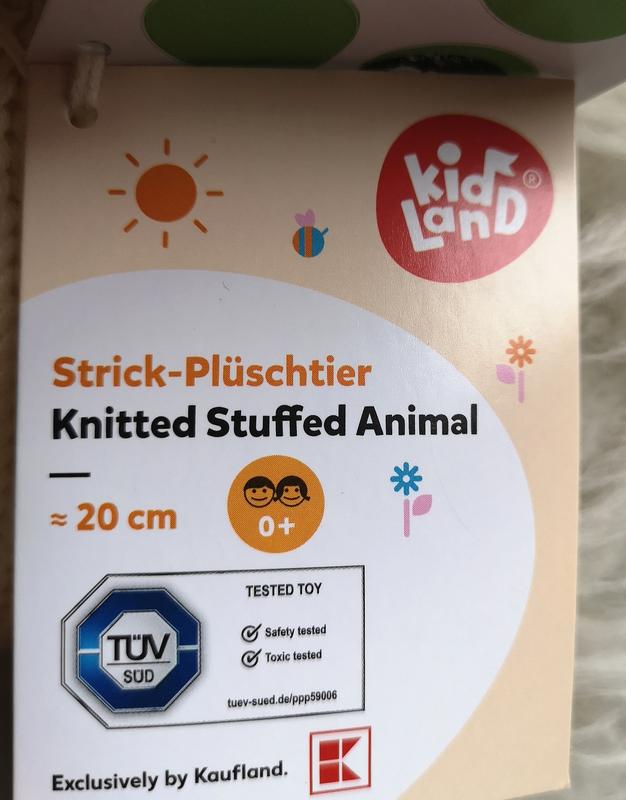 kid
LanD®
Strick-Plüschtier
Knitted Stuffed Animal
≈ 20 cm
0+
TESTED TOY
Safety tested
Toxic tested
TÜV
SÜD
tuev-sued.de/ppp59006
Exclusively by Kaufland.